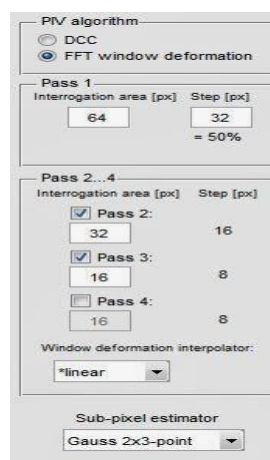 PIV algorithm
DCC
FFT window deformation
Pass 1
Interrogation area [px] Step [px]
64 32
= 50%
Pass 2...4
Interrogation area [px] Step [px]
Pass 2:
32 16
Pass 3:
16 8
Pass 4:
16 8
Window deformation interpolator:
*linear
Sub-pixel estimator
Gauss 2x3-point